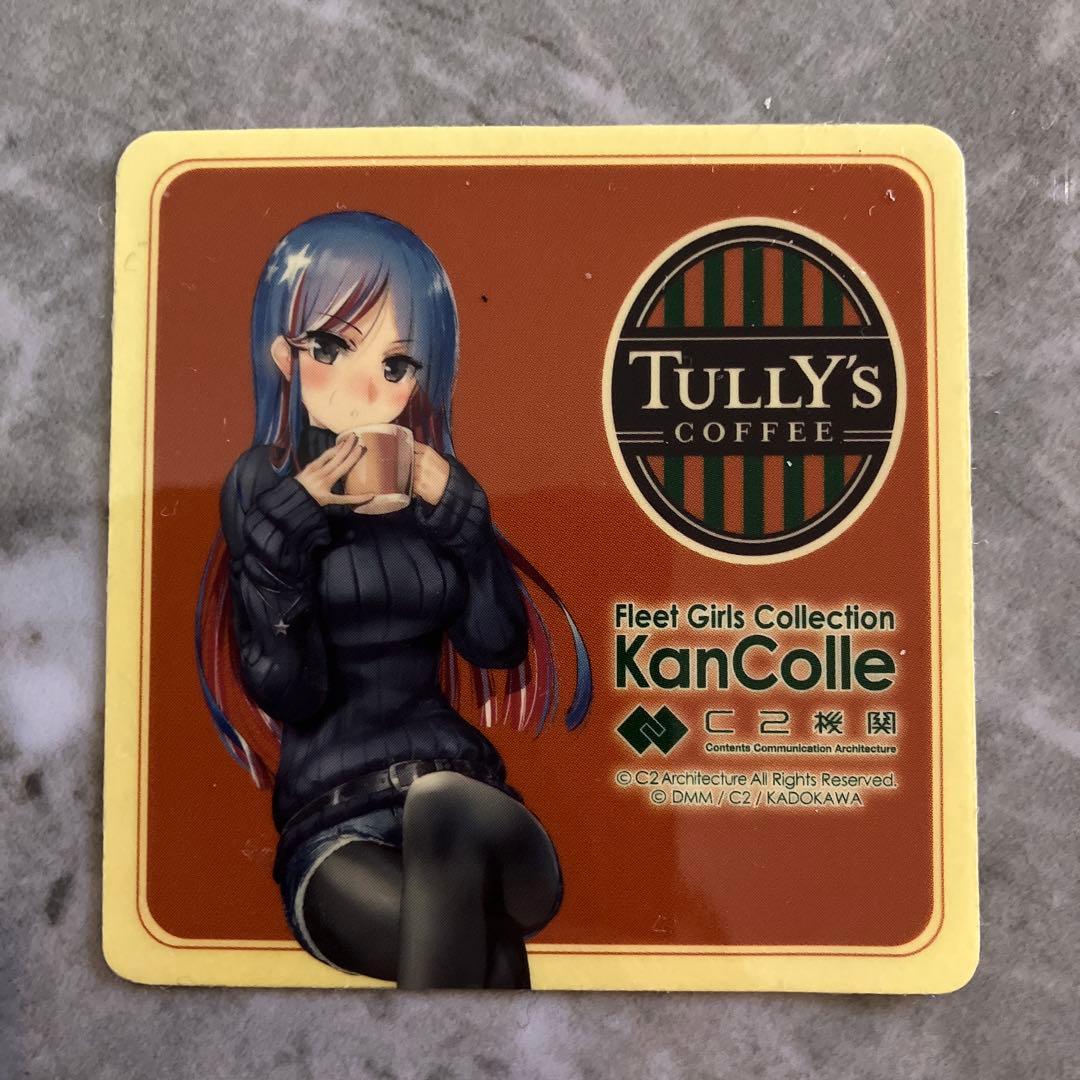 TULLY'S
COFFEE
Fleet Girls Collection
KanColle
C2機関
Contents Communication Architecture
© C2 Architecture All Rights Reserved.
© DMM / C2 / KADOKAWA